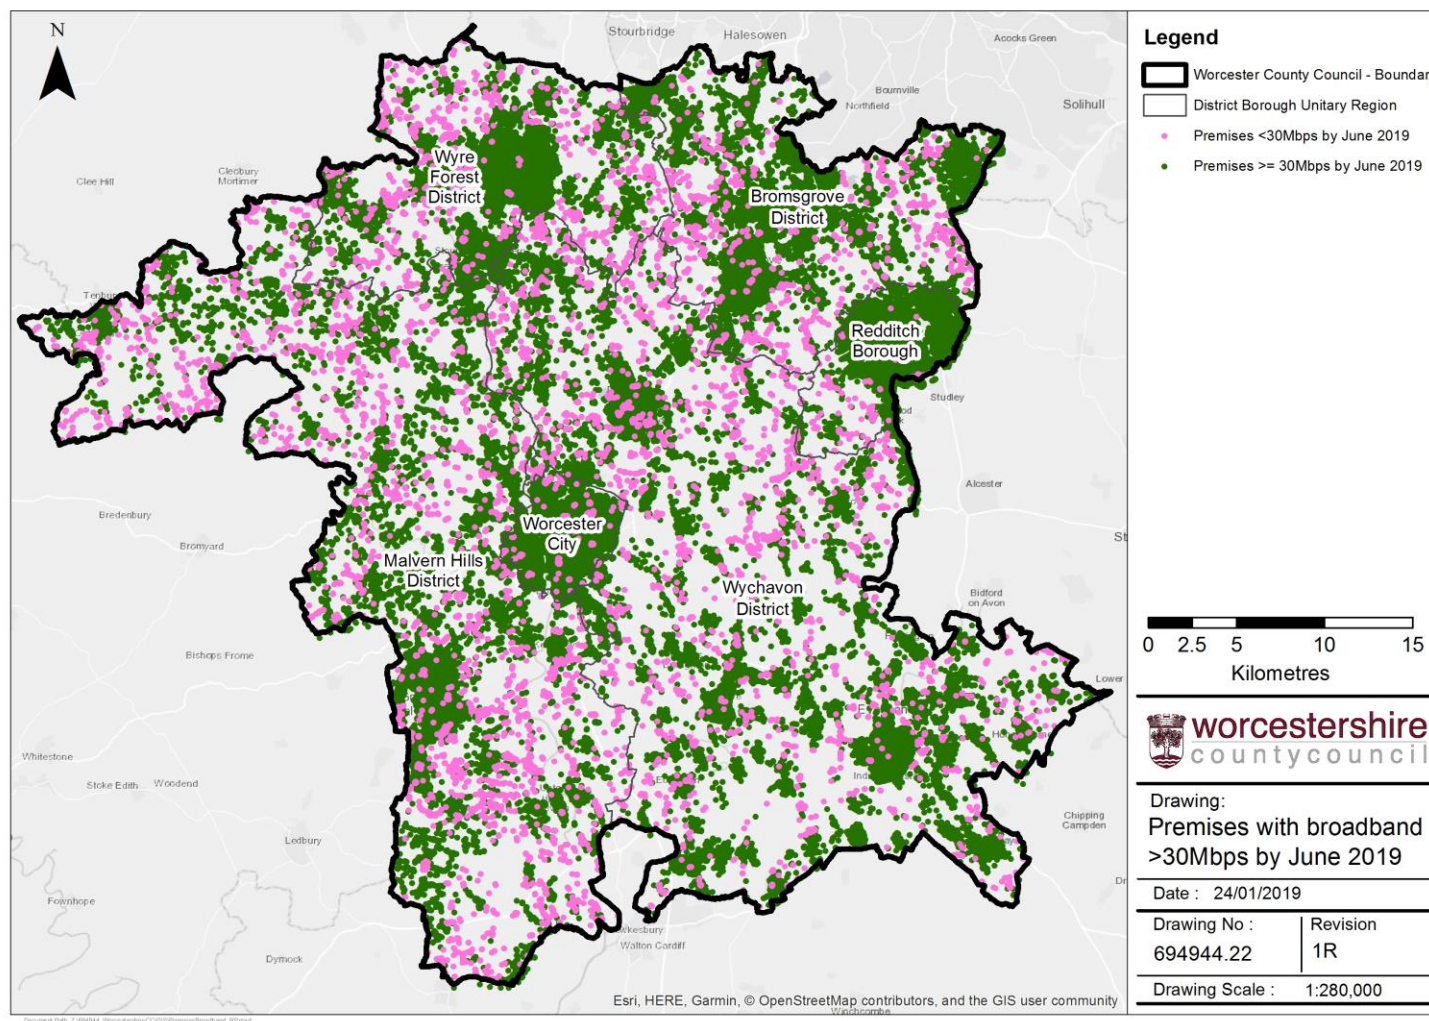 N
Stourbridge
Halesowen
Acocks Green
Bournville
Northfield
Solihull
Clee Hill
Cleobury
Mortimer
Wyre
Forest
District
Bromsgrove
District
Redditch
Borough
Studley
Alcester
Bredenbury
Bromyard
Worcester
City
Malvern Hills
District
Wychavon
District
Bidford
on Avon
Bishops Frome
Lower
Whitestone
Stoke Edith
Woodend
Ledbury
Chipping
Campden
Fownhope
Dymock
wkesbury
Walton Cardiff
Winchcombe
Esri, HERE, Garmin, © OpenStreetMap contributors, and the GIS user community
Legend
Worcester County Council - Boundar
District Borough Unitary Region
Premises <30Mbps by June 2019
Premises >= 30Mbps by June 2019
0 2.5 5 10 15
Kilometres
worcestershire
countycouncil
Drawing:
Premises with broadband
>30Mbps by June 2019
Date : 24/01/2019
Drawing No :
694944.22
Revision
1R
Drawing Scale : 1:280,000